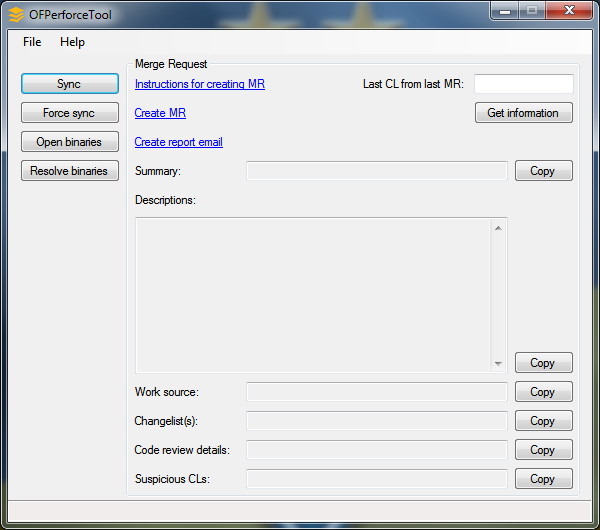 OFPerforceTool
File Help
Merge Request
Sync
Instructions for creating MR
Last CL from last MR:
Force sync
Create MR
Get information
Open binaries
Create report email
Resolve binaries
Summary:
Copy
Descriptions:
Copy
Work source:
Copy
Changelist(s):
Copy
Code review details:
Copy
Suspicious CLs:
Copy